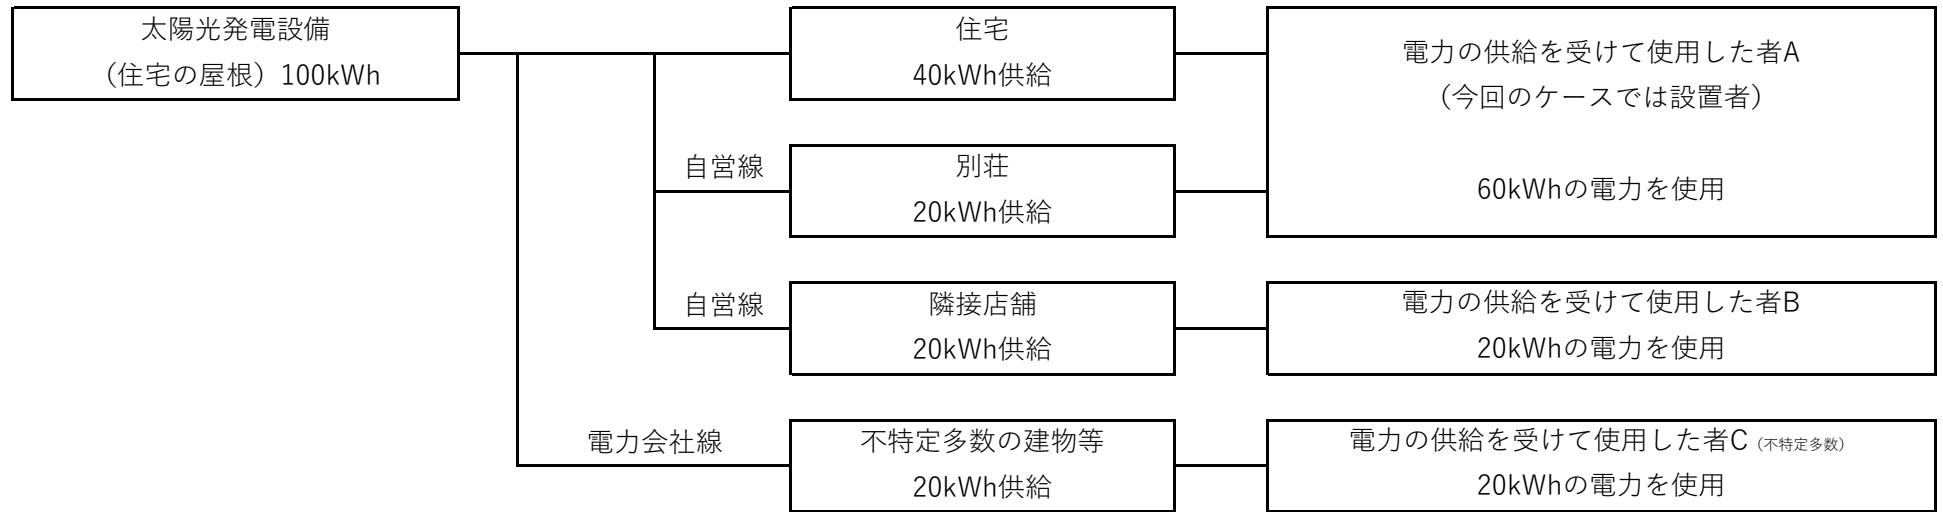 太陽光発電設備
（住宅の屋根）100kWh
住宅
40kWh供給
電力の供給を受けて使用した者A
（今回のケースでは設置者）
60kWhの電力を使用
自営線
別荘
20kWh供給
自営線
隣接店舗
20kWh供給
電力の供給を受けて使用した者B
20kWhの電力を使用
電力会社線
不特定多数の建物等
20kWh供給
電力の供給を受けて使用した者C（不特定多数）
20kWhの電力を使用